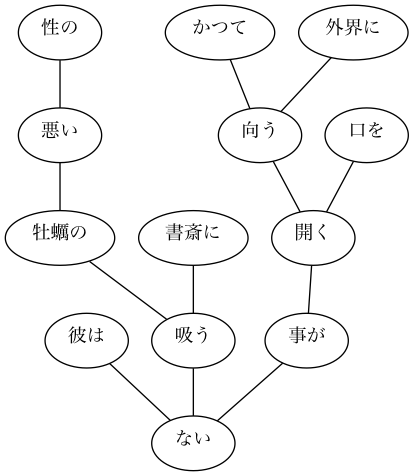 性の
かつて
外界に
悪い
向う
口を
牡蠣の
書斎に
開く
彼は
吸う
事が
ない